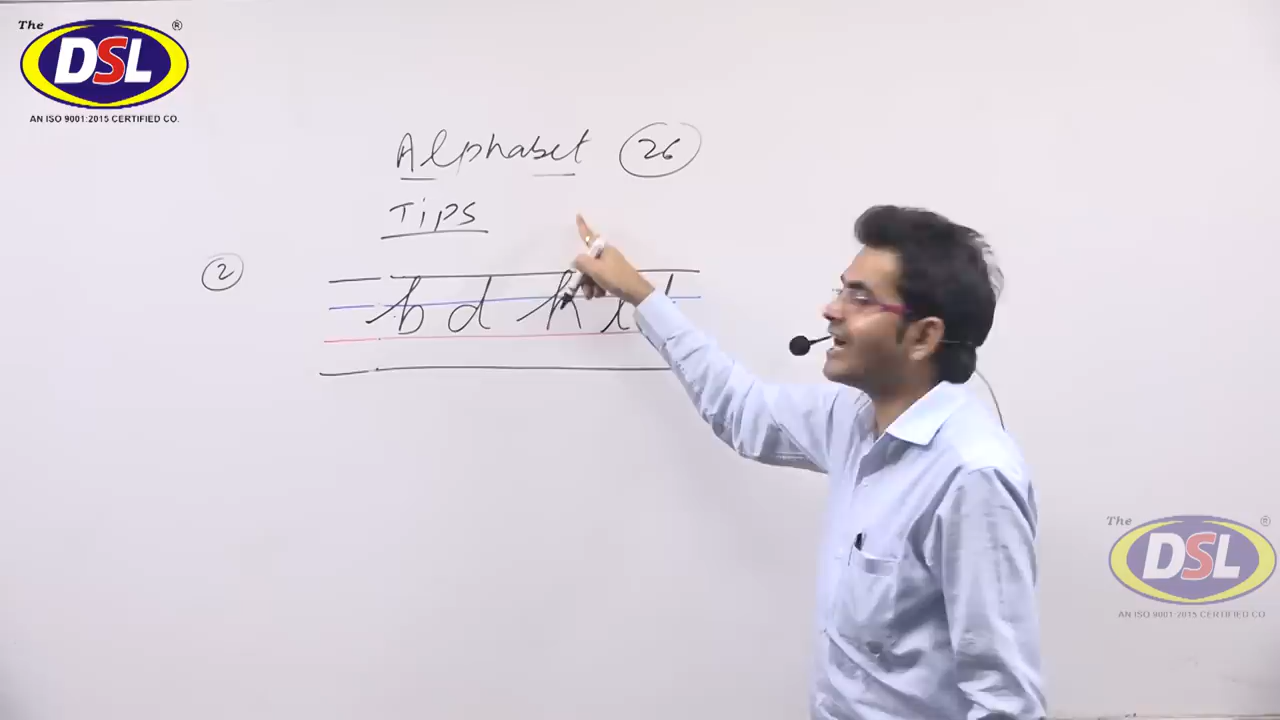 The DSL ®
AN ISO 9001:2015 CERTIFIED CO.
Alphabet 26
Tips
2
b d h
The DSL ®
AN ISO 9001:2015 CERTIFIED CO